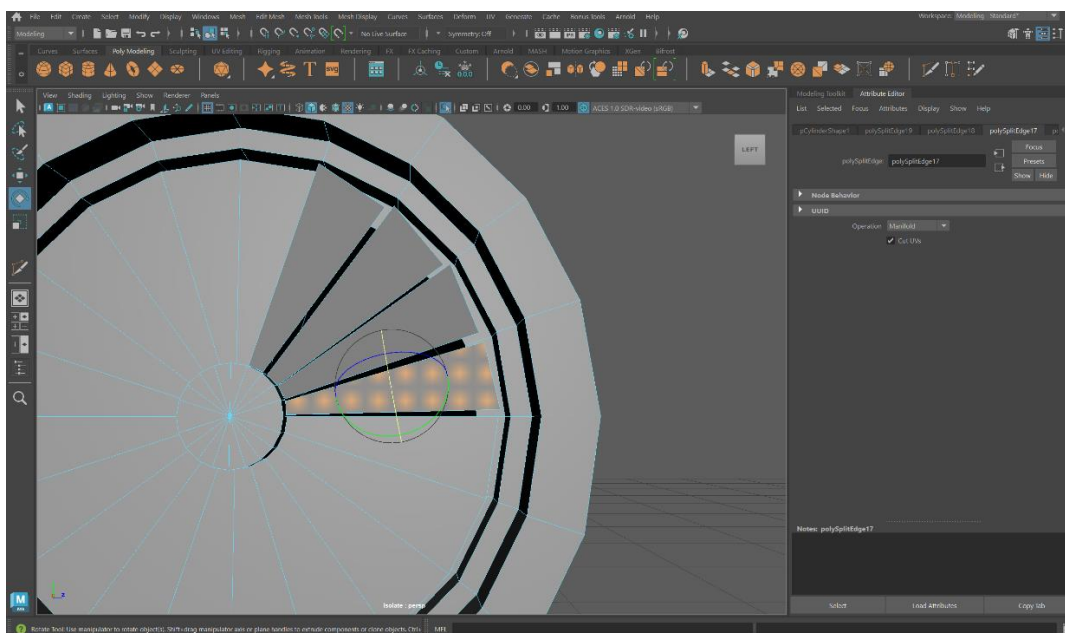 File Edit Create Select Modify Display Windows Mesh Edit Mesh Mesh Tools Mesh Display Curves Surfaces Deform UV Generate Cache Bonus Tools Arnold Help
Workspace: Modeling - Standard*
Modeling
No Live Surface
Symmetry: Off
Curves Surfaces Poly Modeling Sculpting UV Editing Rigging Animation Rendering FX FX Caching Custom Arnold MASH Motion Graphics XGen Bifrost
View Shading Lighting Show Renderer Panels
0.00 1.00 ACES 1.0 SDR-video (sRGB)
Modeling Toolkit Attribute Editor
List Selected Focus Attributes Display Show Help
pCylinderShape1 polySplitEdge19 polySplitEdge18 polySplitEdge17
polySplitEdge: polySplitEdge17
Focus
Presets
Show Hide
Node Behavior
UUID
Operation Manifold
Cut UVs
LEFT
Notes: polySplitEdge17
Isolate : persp
Select Load Attributes Copy Tab
M
Rotate Tool: Use manipulator to rotate object(s). Shift+drag manipulator axis or plane handles to extrude components or clone objects. Ctrl+
MEL